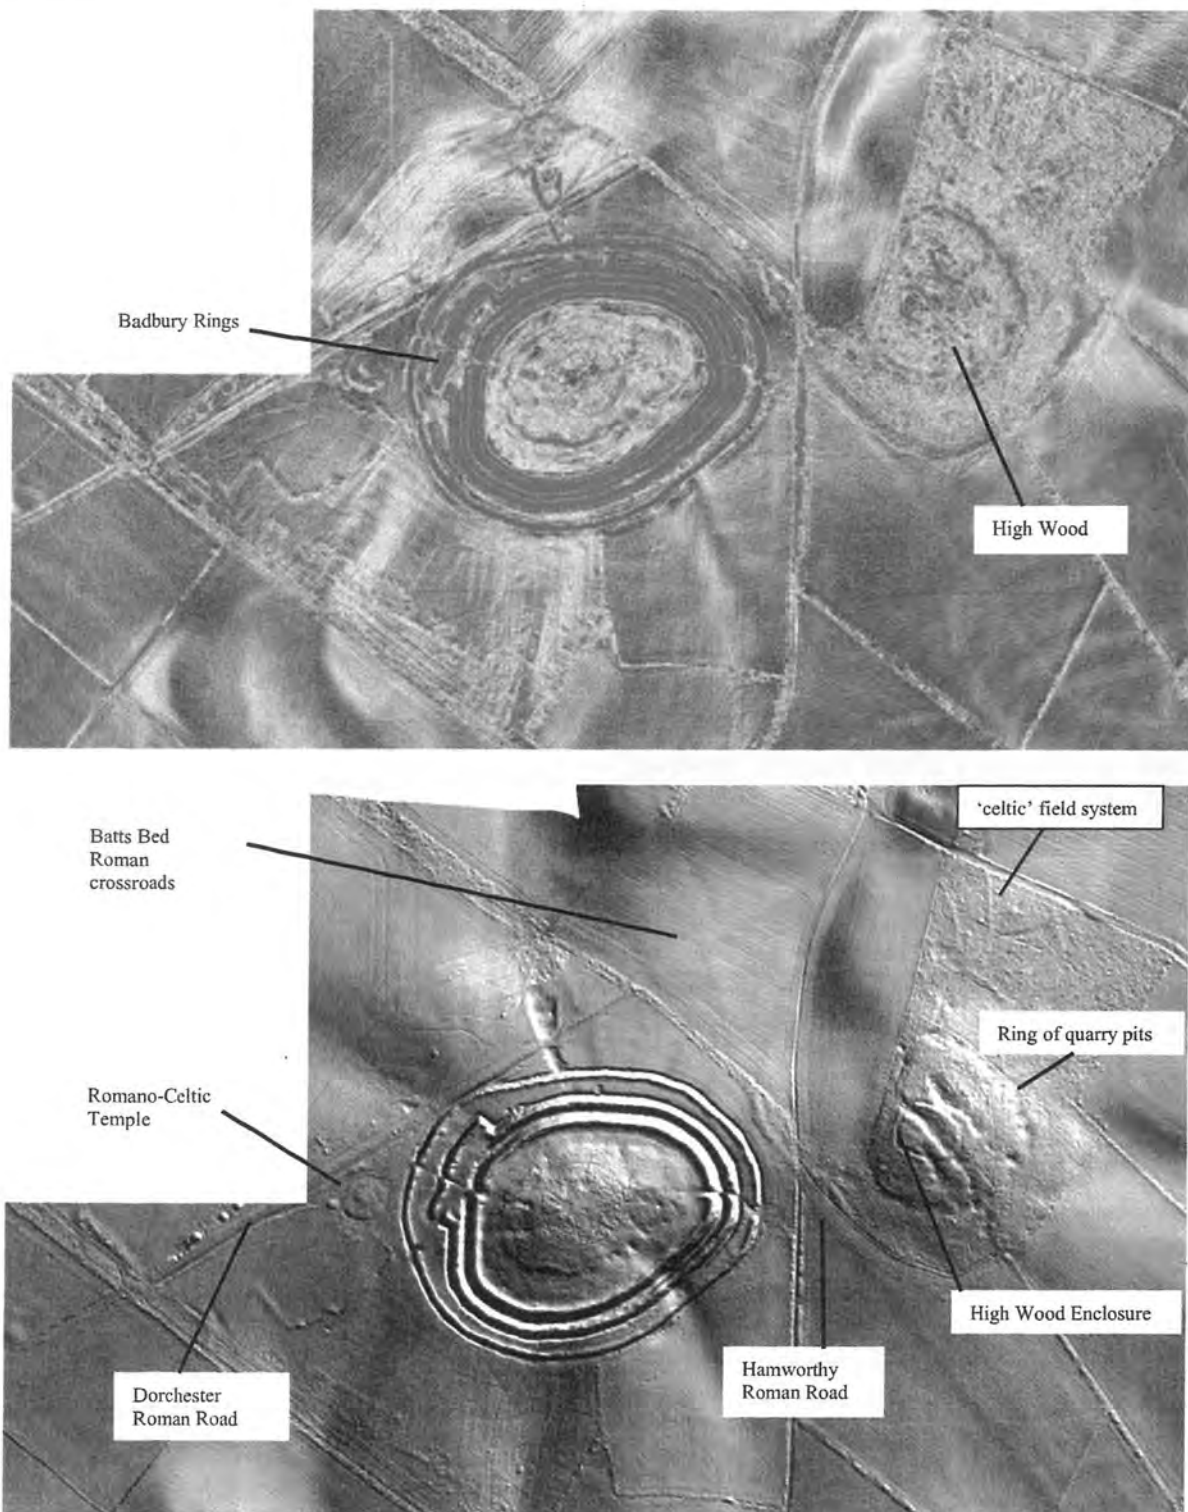 Badbury Rings
High Wood
Batts Bed
Roman
crossroads
'celtic' field system
Ring of quarry pits
Romano-Celtic
Temple
High Wood Enclosure
Hamworthy
Roman Road
Dorchester
Roman Road